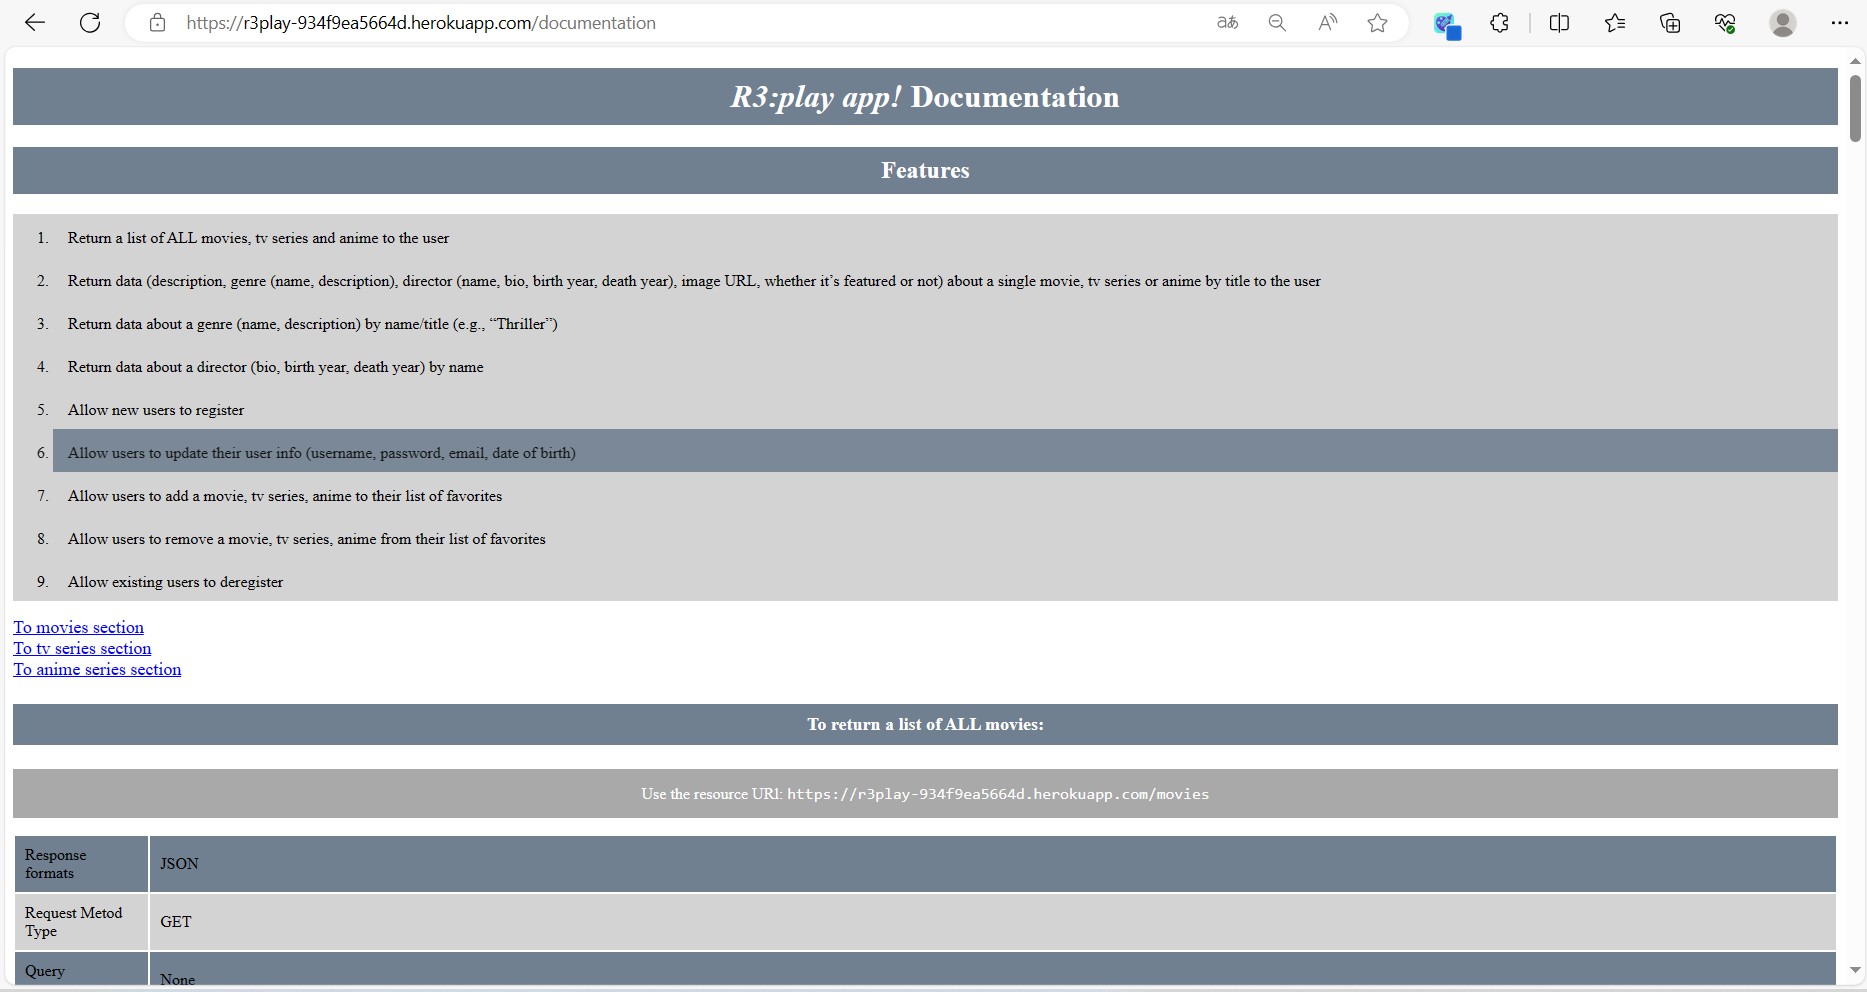 https://r3play-934f9ea5664d.herokuapp.com/documentation
R3:play app! Documentation
Features
1. Return a list of ALL movies, tv series and anime to the user
2. Return data (description, genre (name, description), director (name, bio, birth year, death year), image URL, whether it’s featured or not) about a single movie, tv series or anime by title to the user
3. Return data about a genre (name, description) by name/title (e.g., “Thriller”)
4. Return data about a director (bio, birth year, death year) by name
5. Allow new users to register
6. Allow users to update their user info (username, password, email, date of birth)
7. Allow users to add a movie, tv series, anime to their list of favorites
8. Allow users to remove a movie, tv series, anime from their list of favorites
9. Allow existing users to deregister
To movies section
To tv series section
To anime series section
To return a list of ALL movies:
Use the resource URl: https://r3play-934f9ea5664d.herokuapp.com/movies
Response
formats
JSON
Request Metod
Type
GET
Query
None